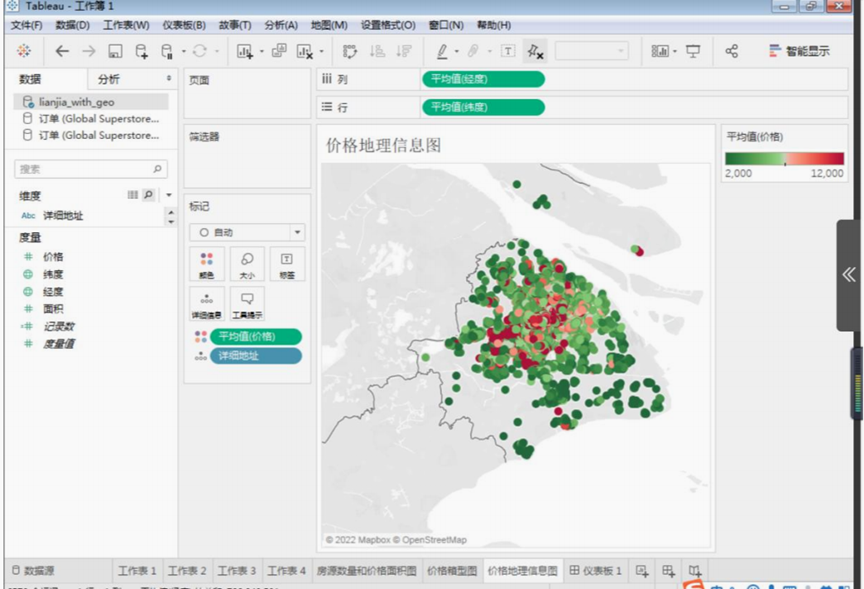 Tableau - 工作簿 1
文件(F) 数据(D) 工作表(W) 仪表板(B) 故事(T) 分析(A) 地图(M) 设置格式(O) 窗口(N) 帮助(H)
智能显示
数据 分析
页面
iii 列 平均值(经度)
行 平均值(纬度)
lianjia_with_geo
订单 (Global Superstore...
订单 (Global Superstore...
筛选器
价格地理信息图
平均值(价格)
2,000 12,000
搜索
维度
Abc 详细地址
度量
# 价格
纬度
经度
# 面积
# 记录数
# 度量值
标记
自动
颜色 大小 标签
详细信息 工具提示
平均值(价格)
详细地址
© 2022 Mapbox © OpenStreetMap
数据源 工作表 1 工作表 2 工作表 3 工作表 4 房源数量和价格面积图 价格箱型图 价格地理信息图 仪表板 1